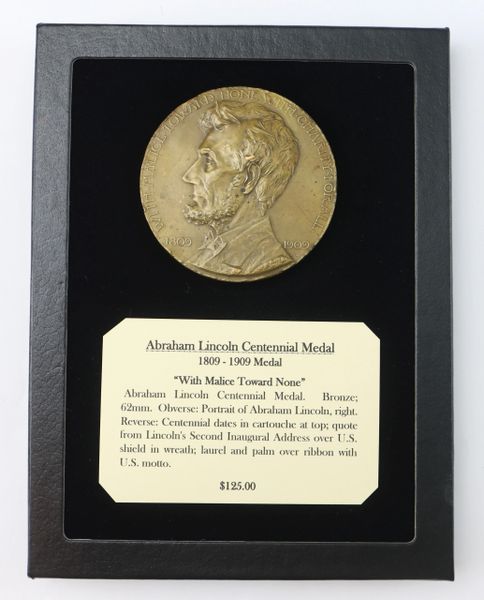 WITH MALICE TOWARD NONE WITH CHARITY FOR ALL
1809 1909
Abraham Lincoln Centennial Medal
1809 - 1909 Medal
“With Malice Toward None”
Abraham Lincoln Centennial Medal. Bronze;
62mm. Obverse: Portrait of Abraham Lincoln, right.
Reverse: Centennial dates in cartouche at top; quote
from Lincoln's Second Inaugural Address over U.S.
shield in wreath; laurel and palm over ribbon with
U.S. motto.
$125.00